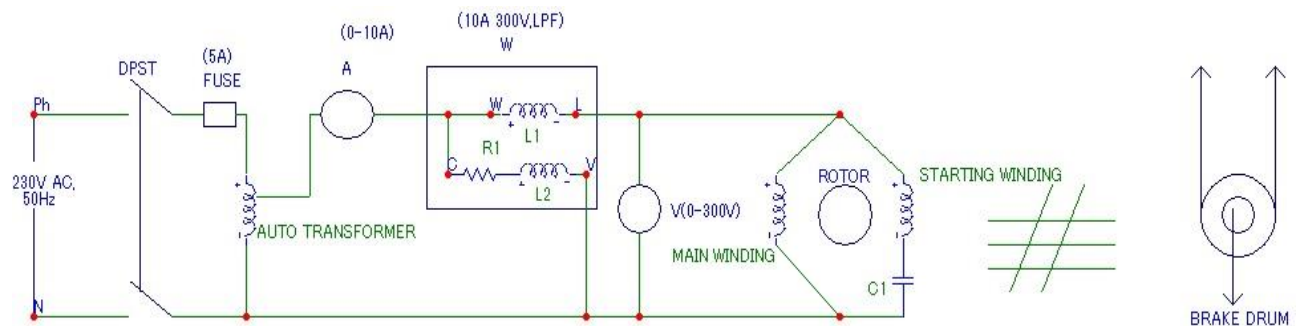 (10A 300V,LPF)
W
(0-10A)
A
(5A)
FUSE
DPST
Ph
W
L
L1
R1
C
V
L2
230V AC,
50Hz
AUTO TRANSFORMER
V(0-300V)
ROTOR
STARTING WINDING
MAIN WINDING
C1
N
BRAKE DRUM